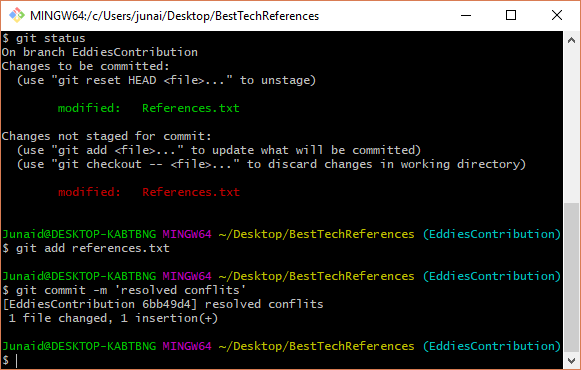 MINGW64:/c/Users/junai/Desktop/BestTechReferences
$ git status
On branch EddiesContribution
Changes to be committed:
  (use "git reset HEAD <file>..." to unstage)
        modified:   References.txt
Changes not staged for commit:
  (use "git add <file>..." to update what will be committed)
  (use "git checkout -- <file>..." to discard changes in working directory)
        modified:   References.txt
Junaid@DESKTOP-KABTBNG MINGW64 ~/Desktop/BestTechReferences (EddiesContribution)
$ git add references.txt
Junaid@DESKTOP-KABTBNG MINGW64 ~/Desktop/BestTechReferences (EddiesContribution)
$ git commit -m 'resolved conflits'
[EddiesContribution 6bb49d4] resolved conflits
 1 file changed, 1 insertion(+)
Junaid@DESKTOP-KABTBNG MINGW64 ~/Desktop/BestTechReferences (EddiesContribution)
$